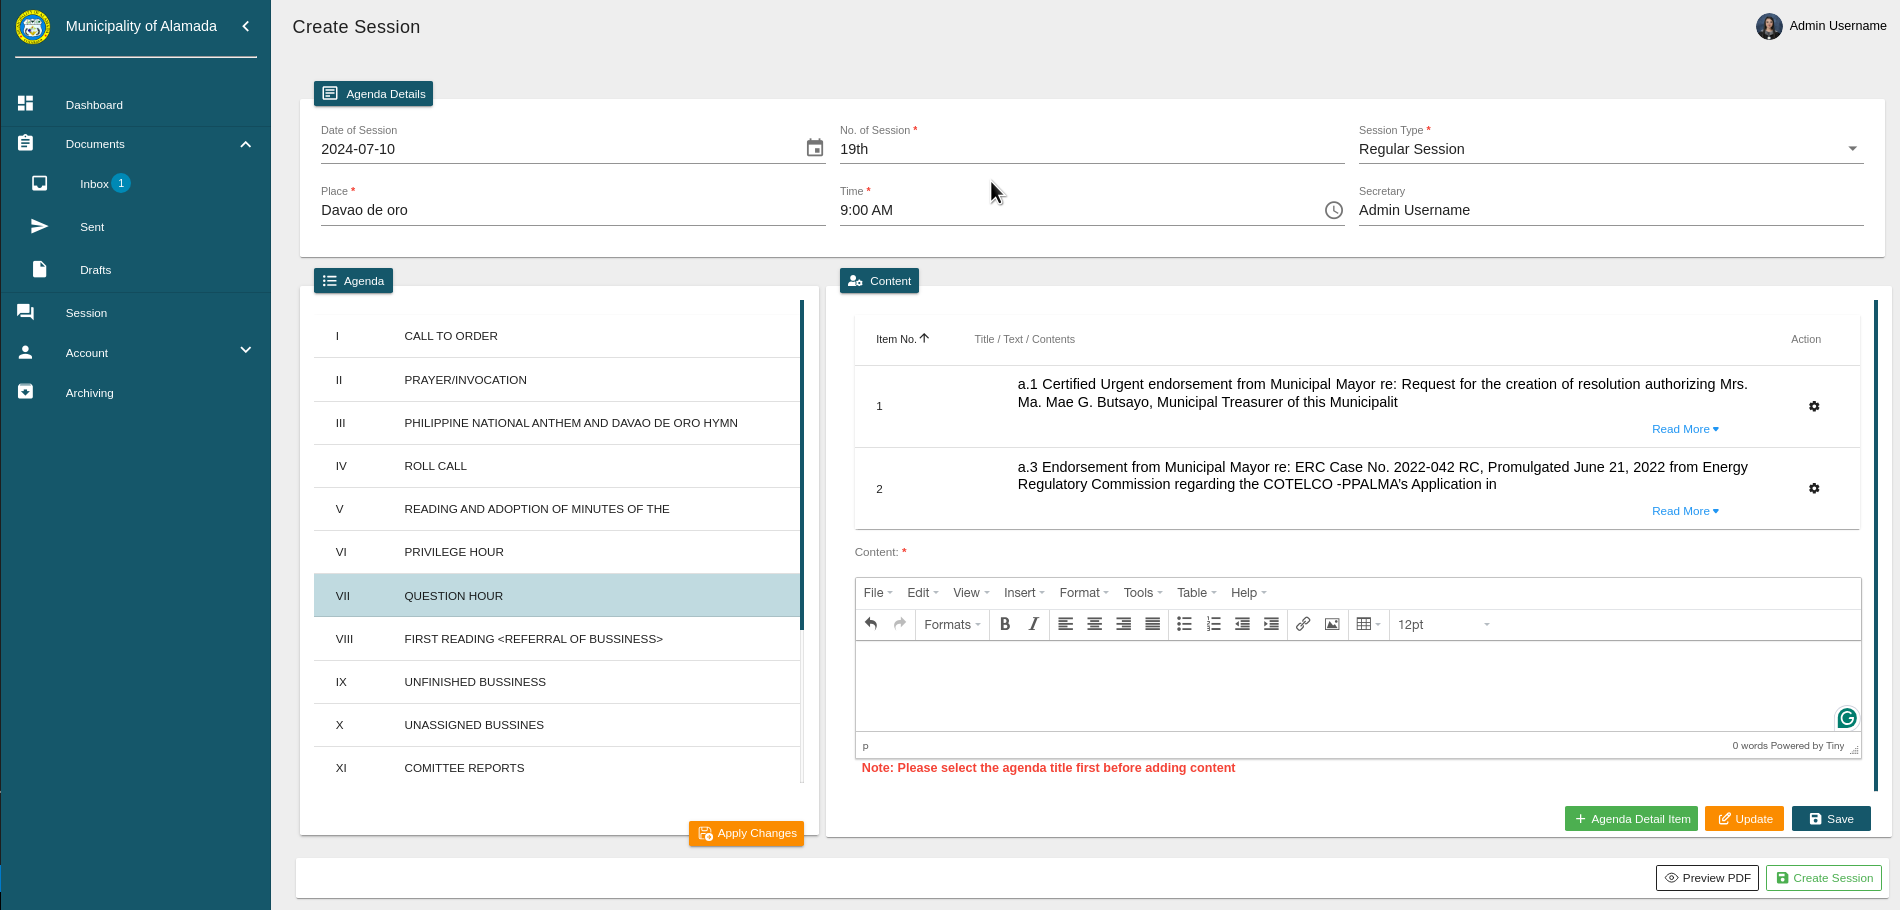 Municipality of Alamada
Create Session
Admin Username
Dashboard
Documents
Inbox 1
Sent
Drafts
Session
Account
Archiving
Agenda Details
Date of Session
2024-07-10
No. of Session *
19th
Session Type *
Regular Session
Place *
Davao de oro
Time *
9:00 AM
Secretary
Admin Username
Agenda
I CALL TO ORDER
II PRAYER/INVOCATION
III PHILIPPINE NATIONAL ANTHEM AND DAVAO DE ORO HYMN
IV ROLL CALL
V READING AND ADOPTION OF MINUTES OF THE
VI PRIVILEGE HOUR
VII QUESTION HOUR
VIII FIRST READING <REFERRAL OF BUSSINESS>
IX UNFINISHED BUSSINESS
X UNASSIGNED BUSSINES
XI COMITTEE REPORTS
Apply Changes
Content
Item No. Title / Text / Contents Action
1
a.1 Certified Urgent endorsement from Municipal Mayor re: Request for the creation of resolution authorizing Mrs.
Ma. Mae G. Butsayo, Municipal Treasurer of this Municipalit
Read More
2
a.3 Endorsement from Municipal Mayor re: ERC Case No. 2022-042 RC, Promulgated June 21, 2022 from Energy
Regulatory Commission regarding the COTELCO -PPALMA's Application in
Read More
Content: *
File Edit View Insert Format Tools Table Help
Formats B I 12pt
p
0 words Powered by Tiny
Note: Please select the agenda title first before adding content
+ Agenda Detail Item
Update
Save
Preview PDF
Create Session